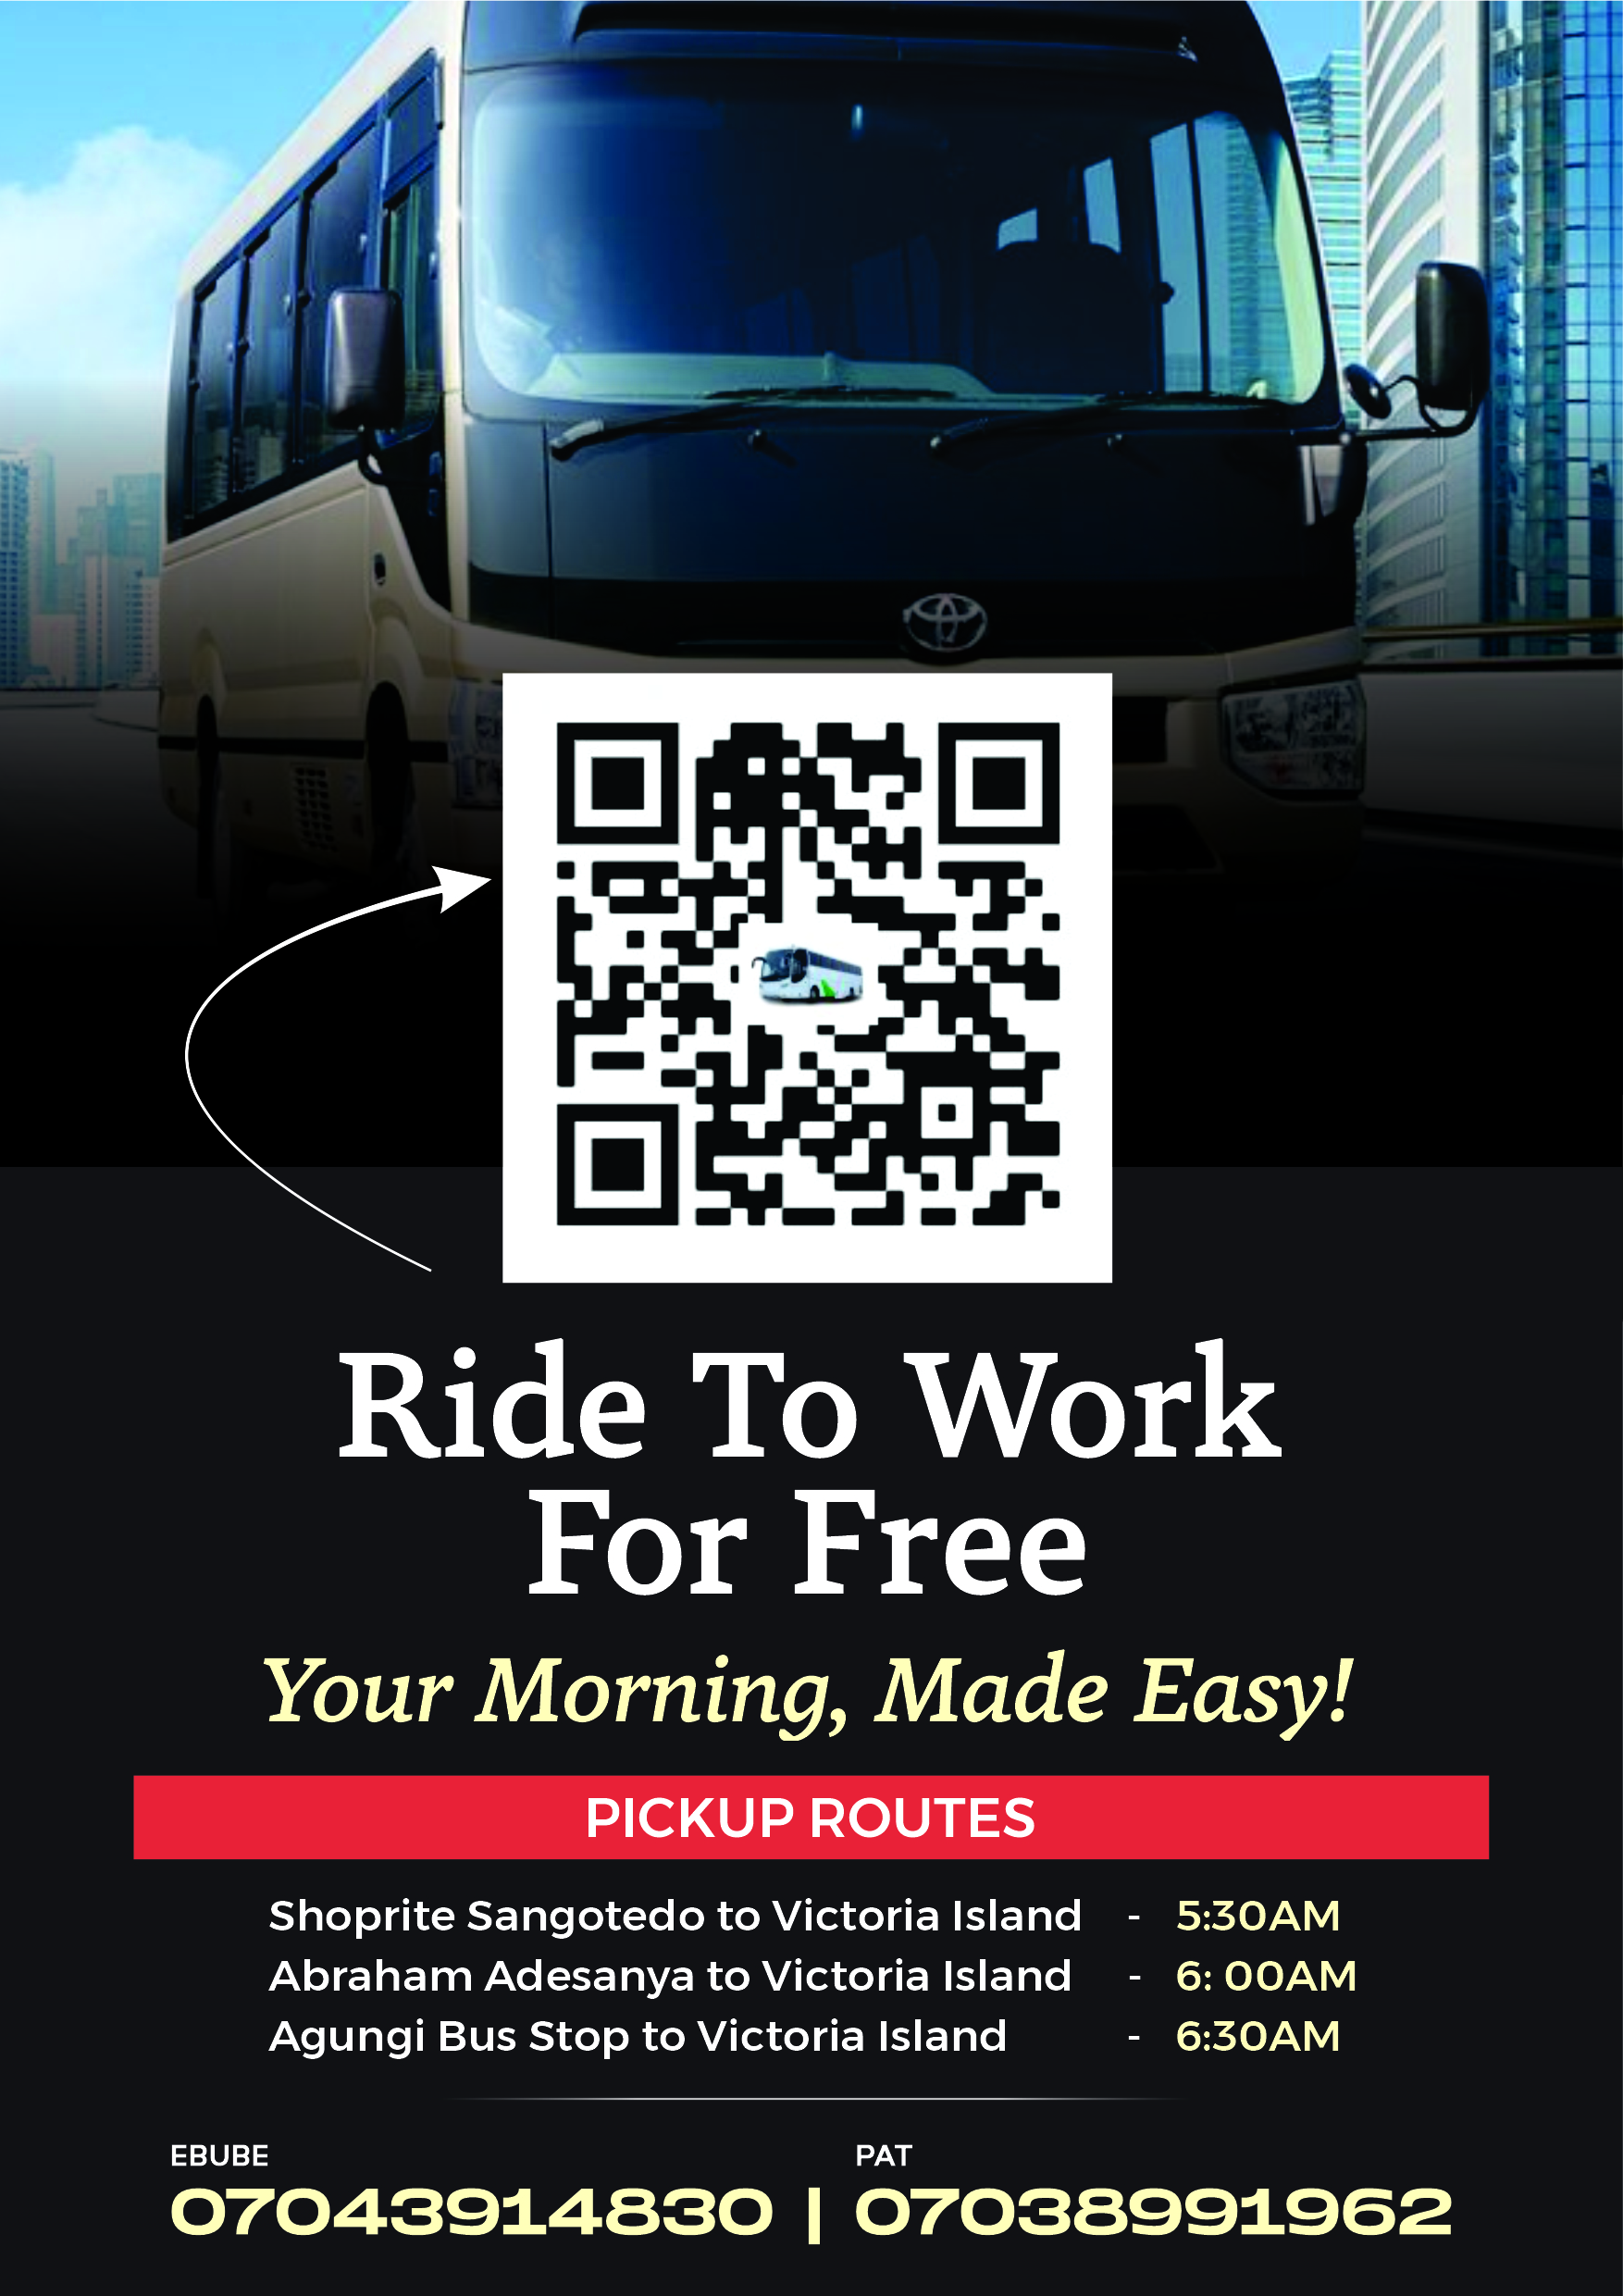 Ride To Work
For Free
Your Morning, Made Easy!
PICKUP ROUTES
Shoprite Sangotedo to Victoria Island - 5:30AM
Abraham Adesanya to Victoria Island - 6: 00AM
Agungi Bus Stop to Victoria Island - 6:30AM
EBUBE PAT
07043914830 | 07038991962